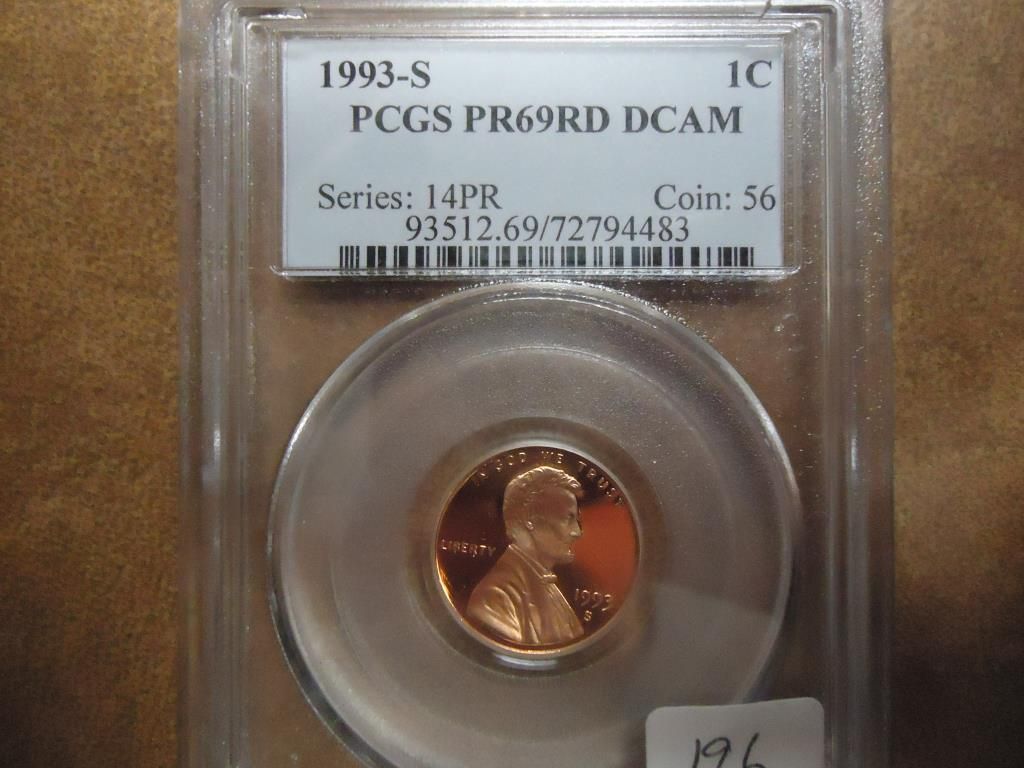 1993-S 1C
PCGS PR69RD DCAM
Series: 14PR Coin: 56
93512.69/72794483
IN GOD WE TRUST
LIBERTY
1993
S
196